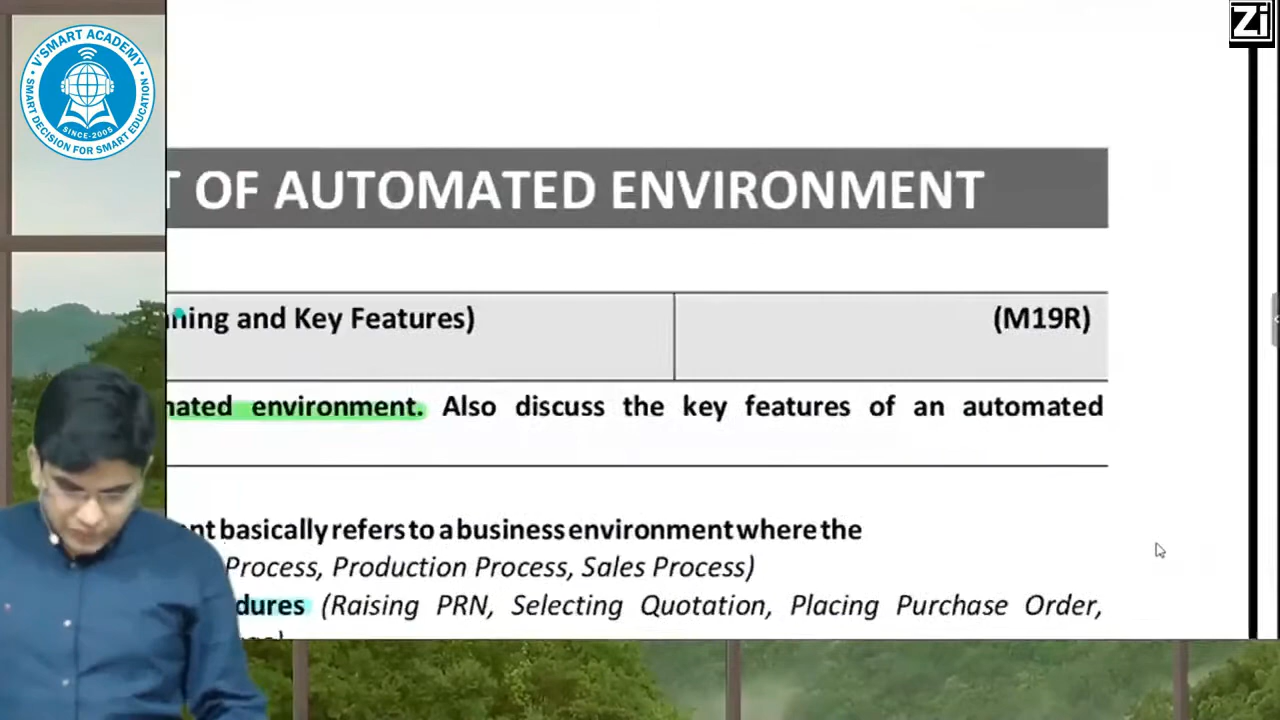 V'SMART ACADEMY
SMART DECISION FOR SMART EDUCATION
SINCE-2005
Zi
T OF AUTOMATED ENVIRONMENT
ning and Key Features)
(M19R)
mated environment. Also discuss the key features of an automated
nt basically refers to a business environment where the
Process, Production Process, Sales Process)
dures (Raising PRN, Selecting Quotation, Placing Purchase Order,